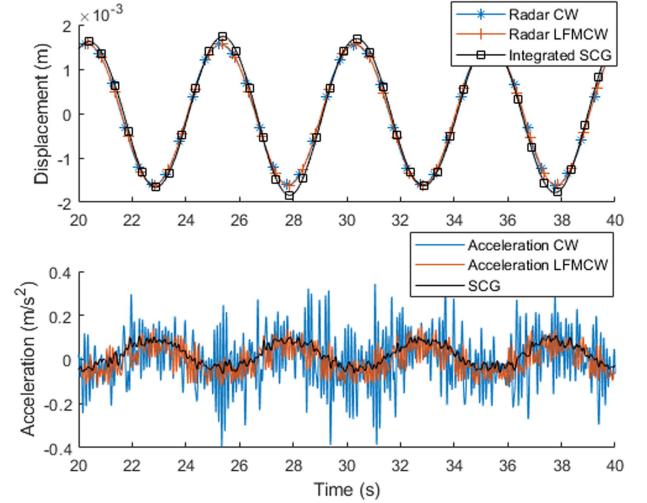 2 × 10⁻³
Radar CW
Radar LFMCW
Integrated SCG
1
0
-1
-2
Displacement (m)
20 22 24 26 28 30 32 34 36 38 40
Acceleration CW
Acceleration LFMCW
SCG
0.4
0.2
0
-0.2
-0.4
Acceleration (m/s²)
20 22 24 26 28 30 32 34 36 38 40
Time (s)